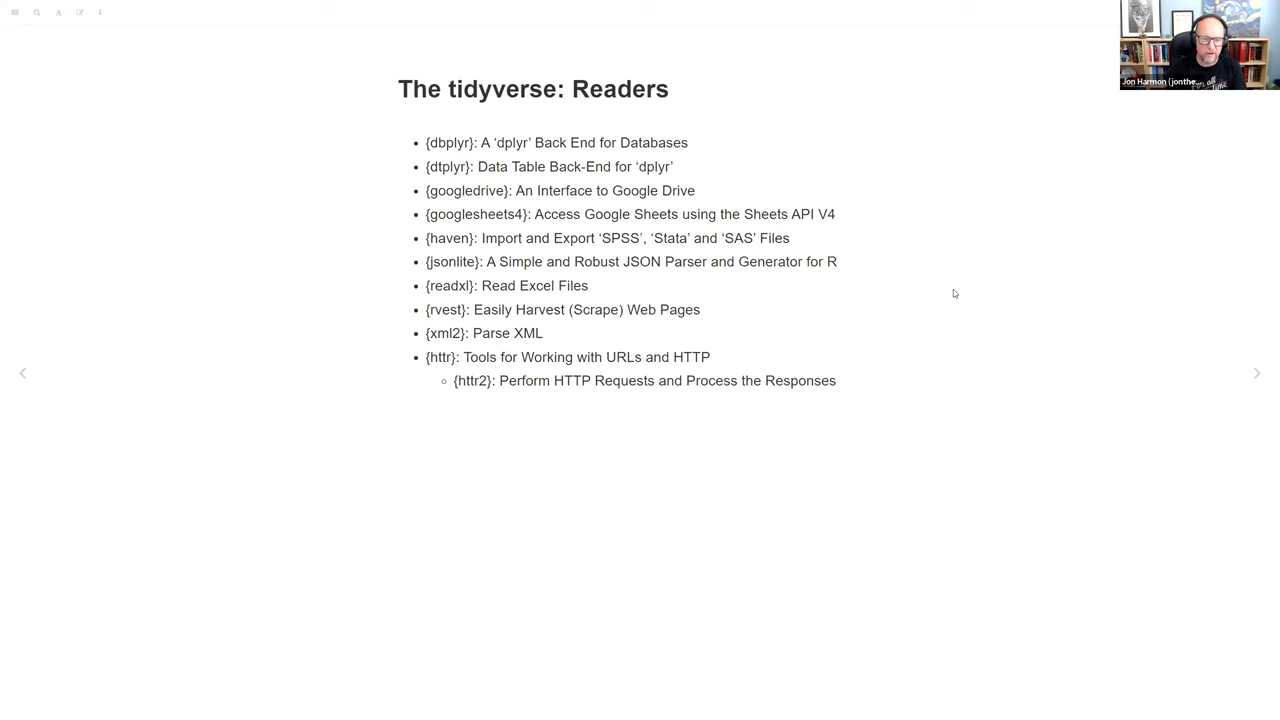 The tidyverse: Readers
{dbplyr}: A ‘dplyr’ Back End for Databases
{dtplyr}: Data Table Back-End for ‘dplyr’
{googledrive}: An Interface to Google Drive
{googlesheets4}: Access Google Sheets using the Sheets API V4
{haven}: Import and Export ‘SPSS’, ‘Stata’ and ‘SAS’ Files
{jsonlite}: A Simple and Robust JSON Parser and Generator for R
{readxl}: Read Excel Files
{rvest}: Easily Harvest (Scrape) Web Pages
{xml2}: Parse XML
{httr}: Tools for Working with URLs and HTTP
{httr2}: Perform HTTP Requests and Process the Responses
Jon Harmon (jonthe...
for all
time